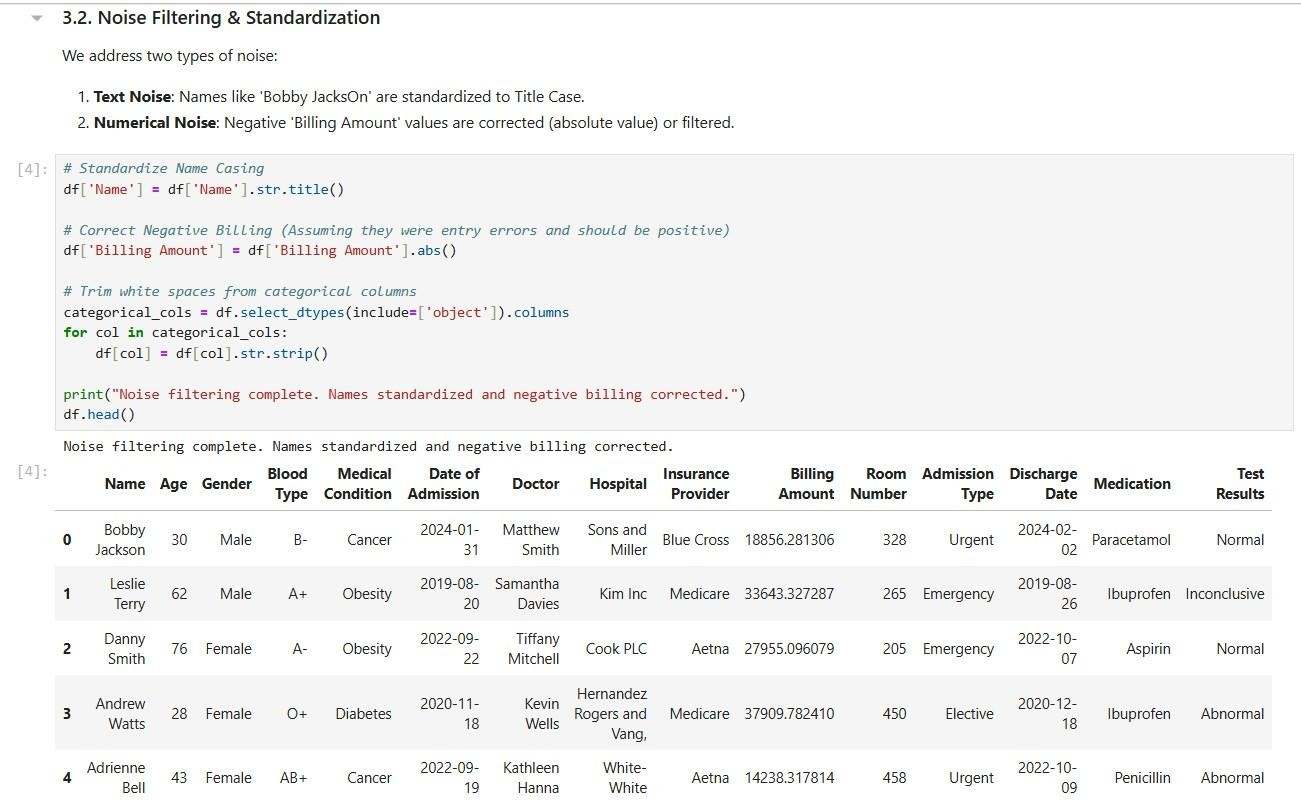 3.2. Noise Filtering & Standardization
We address two types of noise:
1. Text Noise: Names like 'Bobby JacksOn' are standardized to Title Case.
2. Numerical Noise: Negative 'Billing Amount' values are corrected (absolute value) or filtered.
[4]:
# Standardize Name Casing
df['Name'] = df['Name'].str.title()
# Correct Negative Billing (Assuming they were entry errors and should be positive)
df['Billing Amount'] = df['Billing Amount'].abs()
# Trim white spaces from categorical columns
categorical_cols = df.select_dtypes(include=['object']).columns
for col in categorical_cols:
    df[col] = df[col].str.strip()
print("Noise filtering complete. Names standardized and negative billing corrected.")
df.head()
Noise filtering complete. Names standardized and negative billing corrected.
[4]:
Name Age Gender Blood Type Medical Condition Date of Admission Doctor Hospital Insurance Provider Billing Amount Room Number Admission Type Discharge Date Medication Test Results
0 Bobby Jackson 30 Male B- Cancer 2024-01-31 Matthew Smith Sons and Miller Blue Cross 18856.281306 328 Urgent 2024-02-02 Paracetamol Normal
1 Leslie Terry 62 Male A+ Obesity 2019-08-20 Samantha Davies Kim Inc Medicare 33643.327287 265 Emergency 2019-08-26 Ibuprofen Inconclusive
2 Danny Smith 76 Female A- Obesity 2022-09-22 Tiffany Mitchell Cook PLC Aetna 27955.096079 205 Emergency 2022-10-07 Aspirin Normal
3 Andrew Watts 28 Female O+ Diabetes 2020-11-18 Kevin Wells Hernandez Rogers and Vang, Medicare 37909.782410 450 Elective 2020-12-18 Ibuprofen Abnormal
4 Adrienne Bell 43 Female AB+ Cancer 2022-09-19 Kathleen Hanna White-White Aetna 14238.317814 458 Urgent 2022-10-09 Penicillin Abnormal